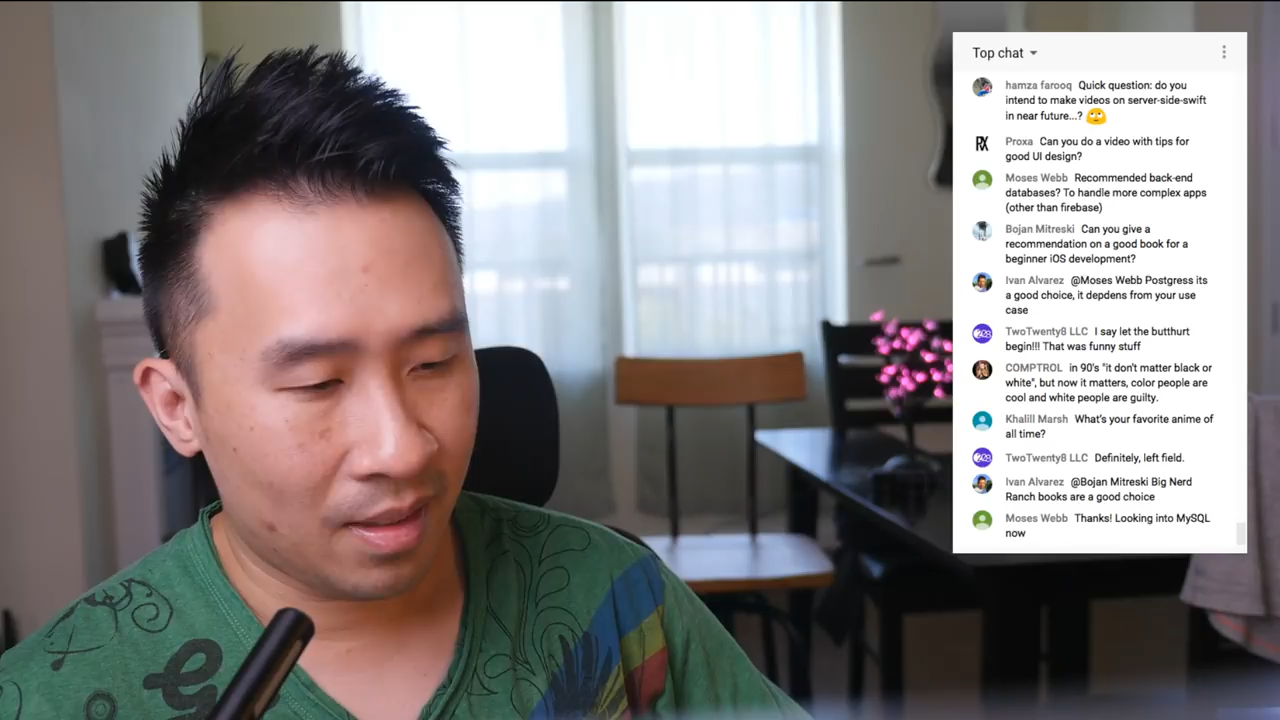 Top chat
hamza farooq Quick question: do you
intend to make videos on server-side-swift
in near future...?
RX
Proxa Can you do a video with tips for
good UI design?
Moses Webb Recommended back-end
databases? To handle more complex apps
(other than firebase)
Bojan Mitreski Can you give a
recommendation on a good book for a
beginner iOS development?
Ivan Alvarez @Moses Webb Postgress its
a good choice, it depdens from your use
case
TwoTwenty8 LLC I say let the butthurt
begin!!! That was funny stuff
COMPTROL in 90's "it don't matter black or
white", but now it matters, color people are
cool and white people are guilty.
Khalill Marsh What's your favorite anime of
all time?
TwoTwenty8 LLC Definitely, left field.
Ivan Alvarez @Bojan Mitreski Big Nerd
Ranch books are a good choice
Moses Webb Thanks! Looking into MySQL
now